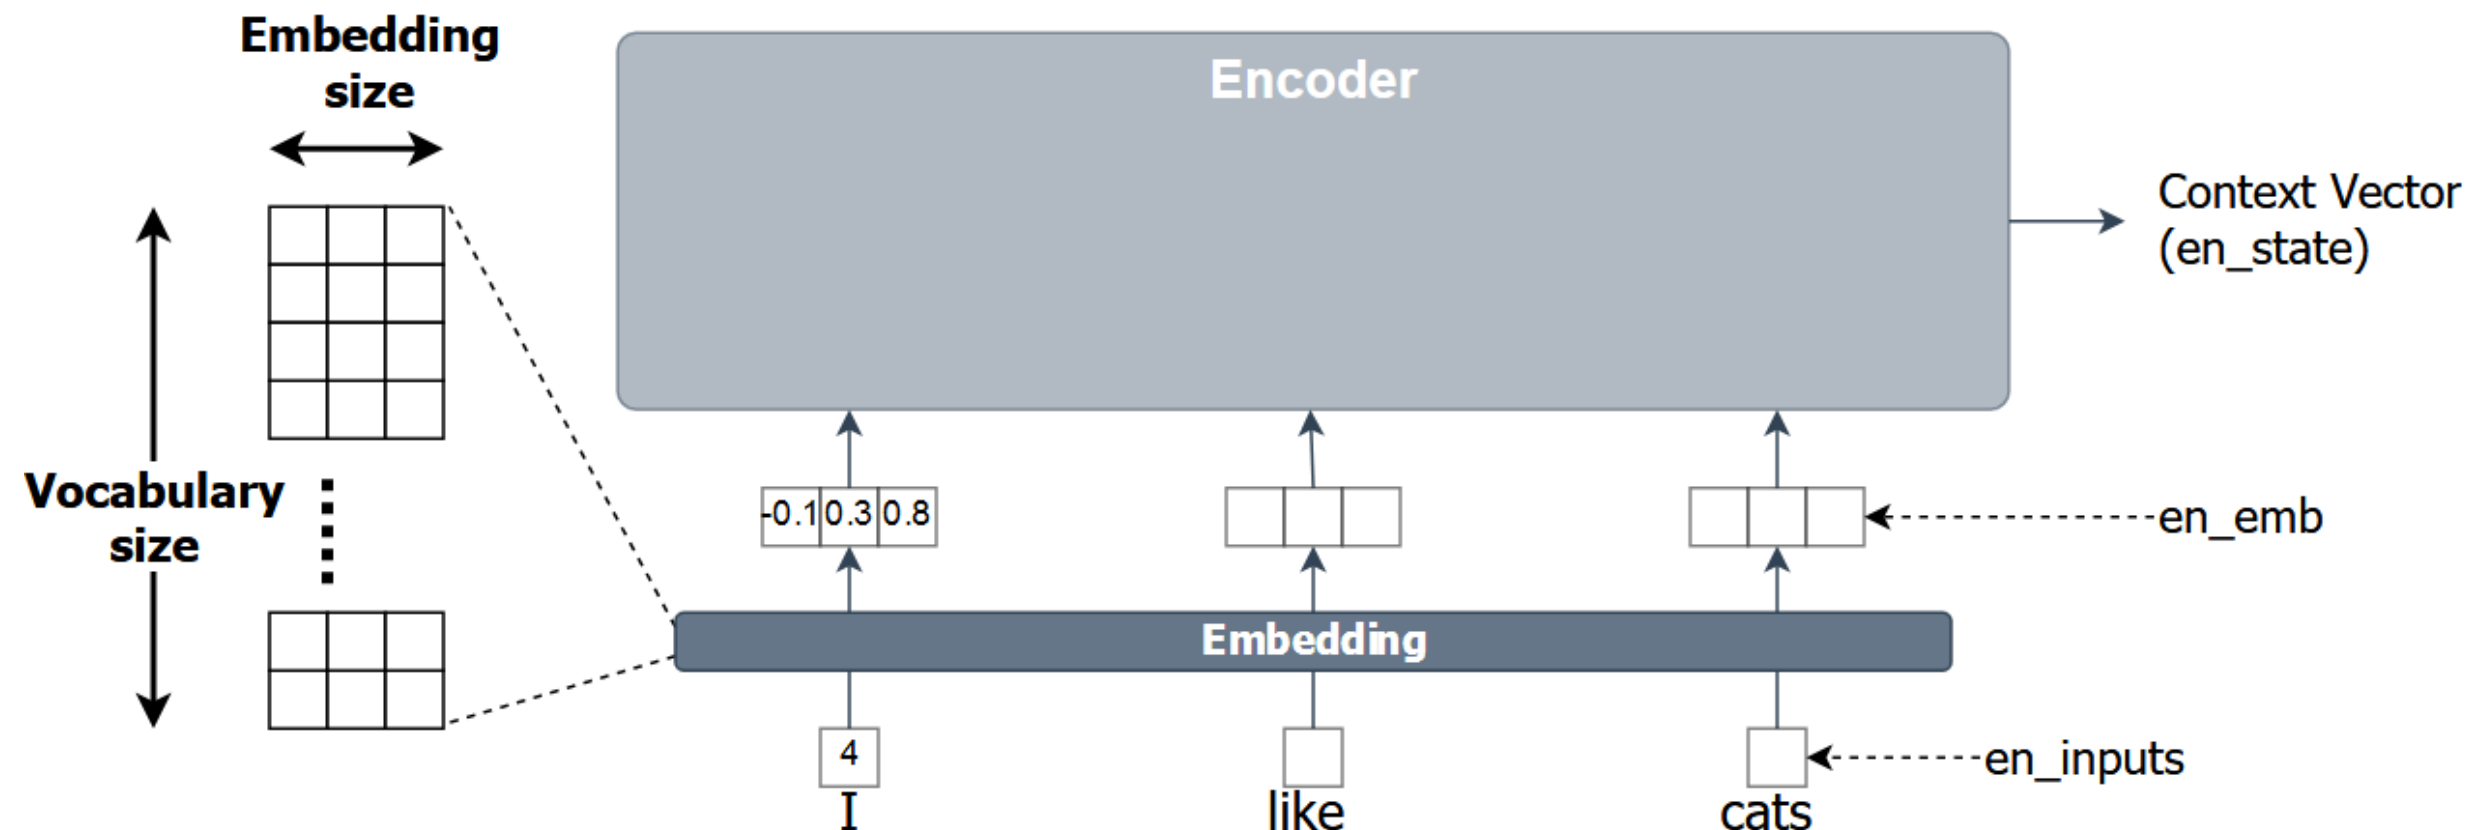 Embedding
size
Encoder
Context Vector
(en_state)
Vocabulary
size
-0.1 0.3 0.8
en_emb
Embedding
4
en_inputs
I like cats